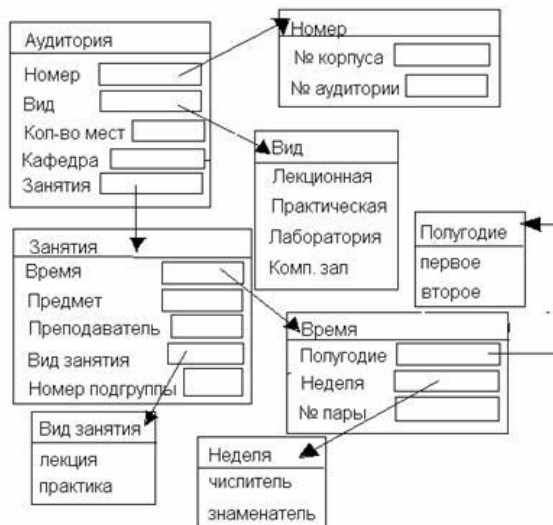 Аудитория
Номер
Вид
Кол-во мест
Кафедра
Занятия
Номер
№ корпуса
№ аудитории
Вид
Лекционная
Практическая
Лаборатория
Комп. зал
Полугодие
первое
второе
Занятия
Время
Предмет
Преподаватель
Вид занятия
Номер подгруппы
Время
Полугодие
Неделя
№ пары
Вид занятия
лекция
практика
Неделя
числитель
знаменатель